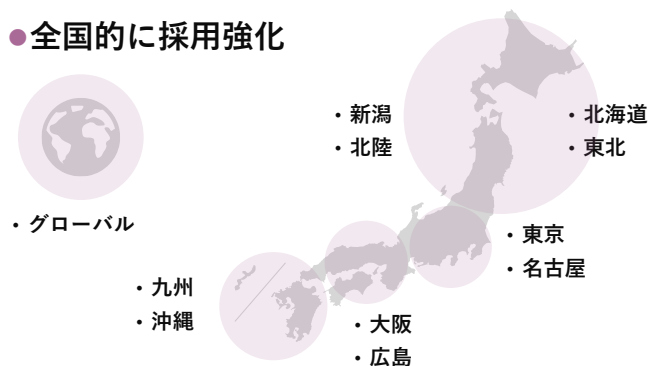 ●全国的に採用強化
・新潟
・北陸
・北海道
・東北
・グローバル
・東京
・名古屋
・九州
・沖縄
・大阪
・広島